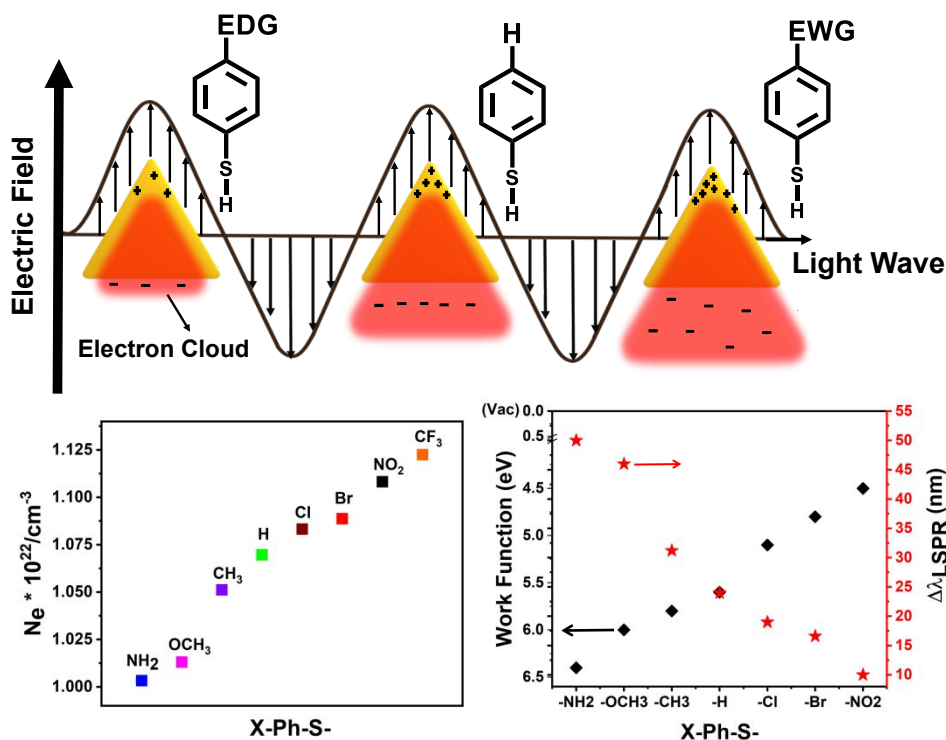 EDG
S
H
H
S
H
EWG
S
H
Electric Field
Light Wave
Electron Cloud
Ne * 10²²/cm⁻³
1.125
1.100
1.075
1.050
1.025
1.000
NH₂
OCH₃
CH₃
H
Cl
Br
NO₂
CF₃
X-Ph-S-
Work Function (eV)
(Vac) 0.0
0.5
4.5
5.0
5.5
6.0
6.5
-NH2 -OCH3 -CH3 -H -Cl -Br -NO2
X-Ph-S-
55
50
45
40
35
30
25
20
15
10
ΔλLSPR (nm)